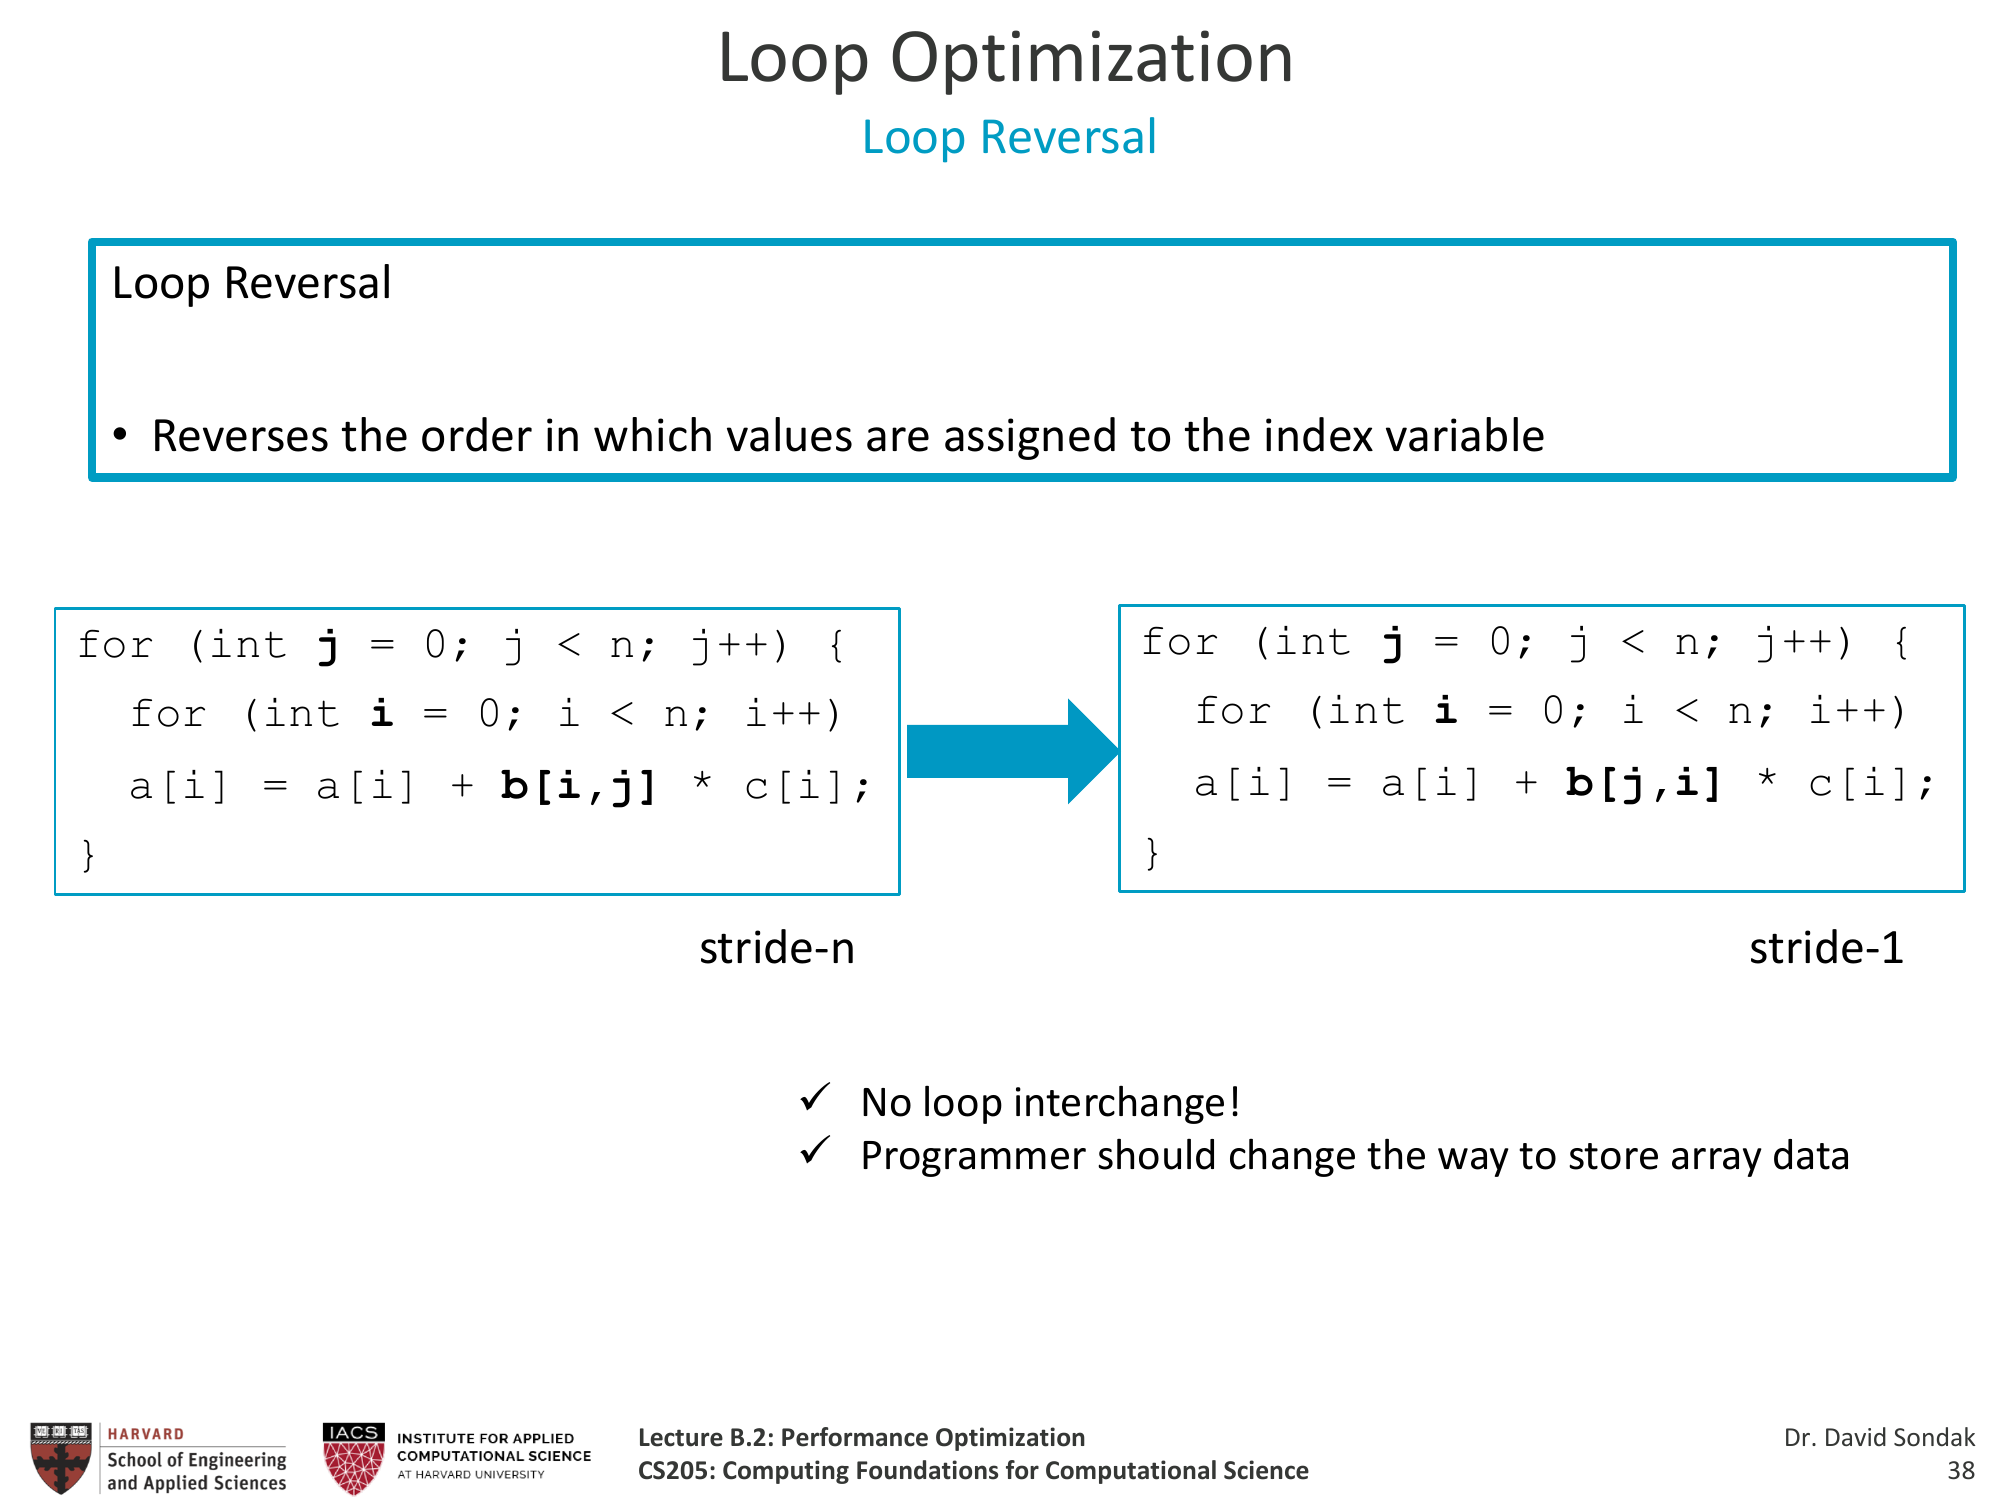 Loop Optimization
Loop Reversal
Loop Reversal
• Reverses the order in which values are assigned to the index variable
for (int j = 0; j < n; j++) {
for (int i = 0; i < n; i++)
a[i] = a[i] + b[i,j] * c[i];
}
stride-n
for (int j = 0; j < n; j++) {
for (int i = 0; i < n; i++)
a[i] = a[i] + b[j,i] * c[i];
}
stride-1
✓ No loop interchange!
✓ Programmer should change the way to store array data
HARVARD
School of Engineering
and Applied Sciences
IACS
INSTITUTE FOR APPLIED
COMPUTATIONAL SCIENCE
AT HARVARD UNIVERSITY
Lecture B.2: Performance Optimization
CS205: Computing Foundations for Computational Science
Dr. David Sondak
38